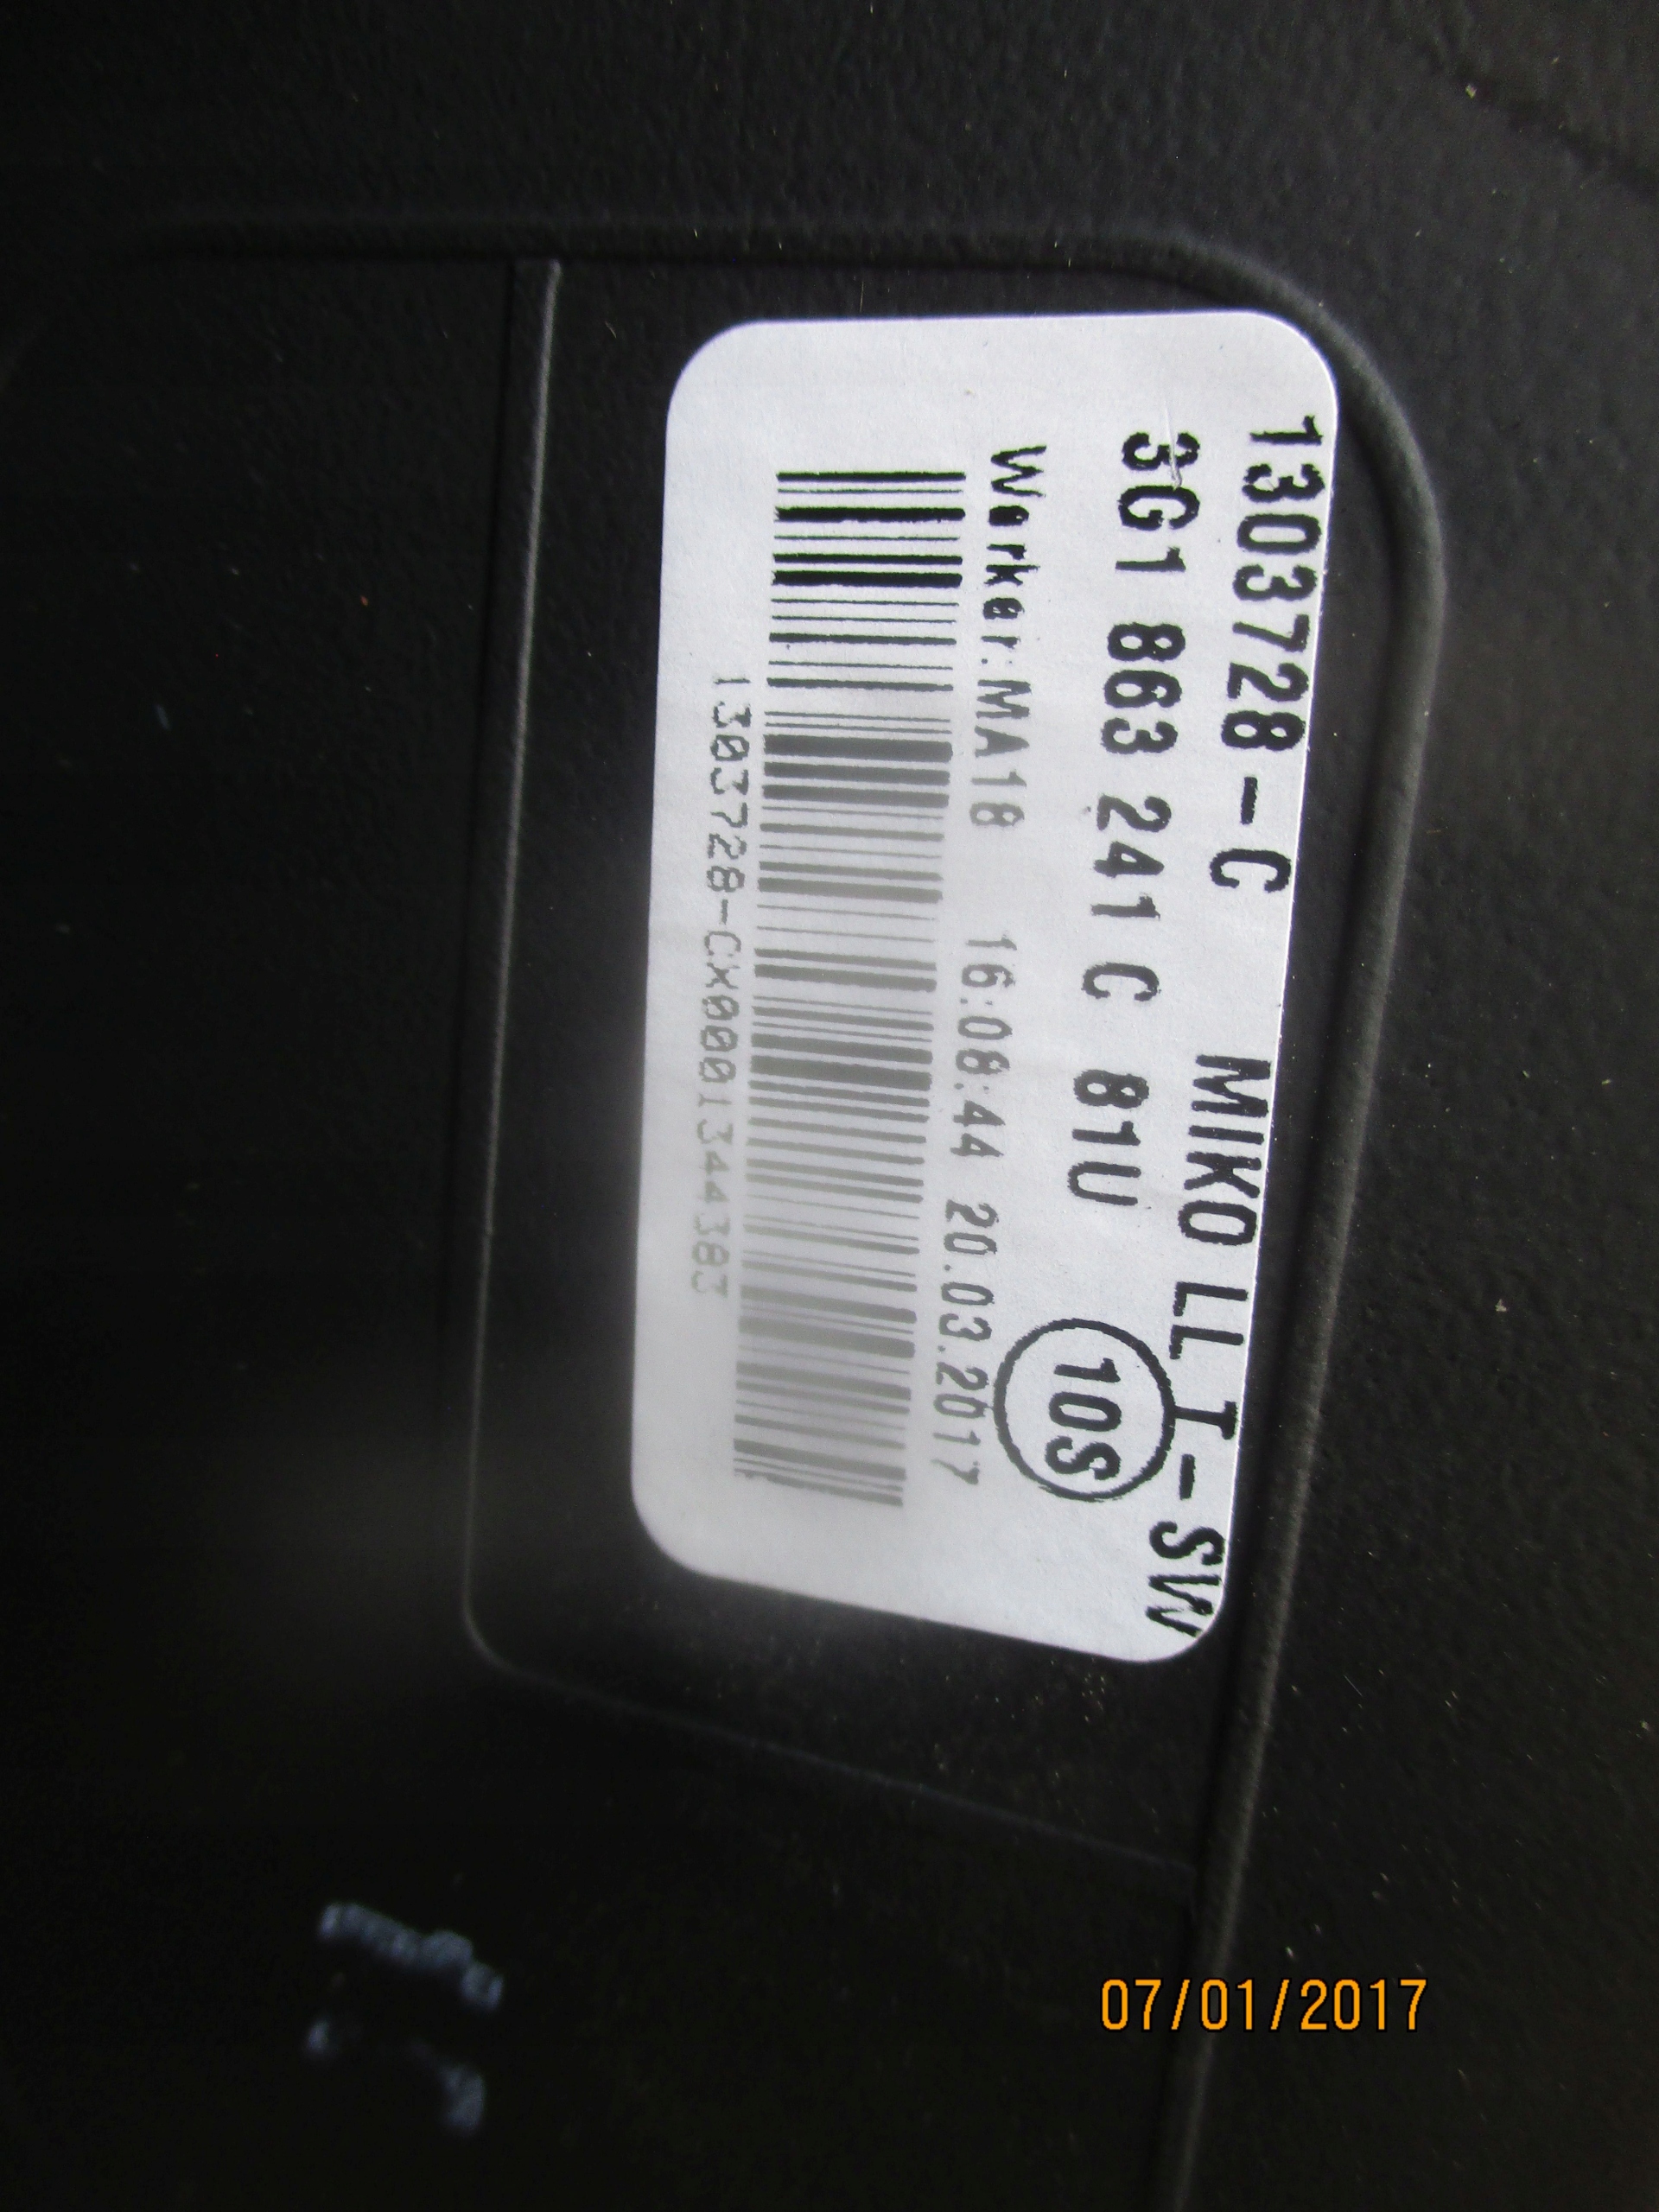 1303728-C MIKO LL I-SW
3G1 863 241 C 81U 10S
Worker:MA18 16:08:44 20.03.2017
1303728-CX0001344383
07/01/2017